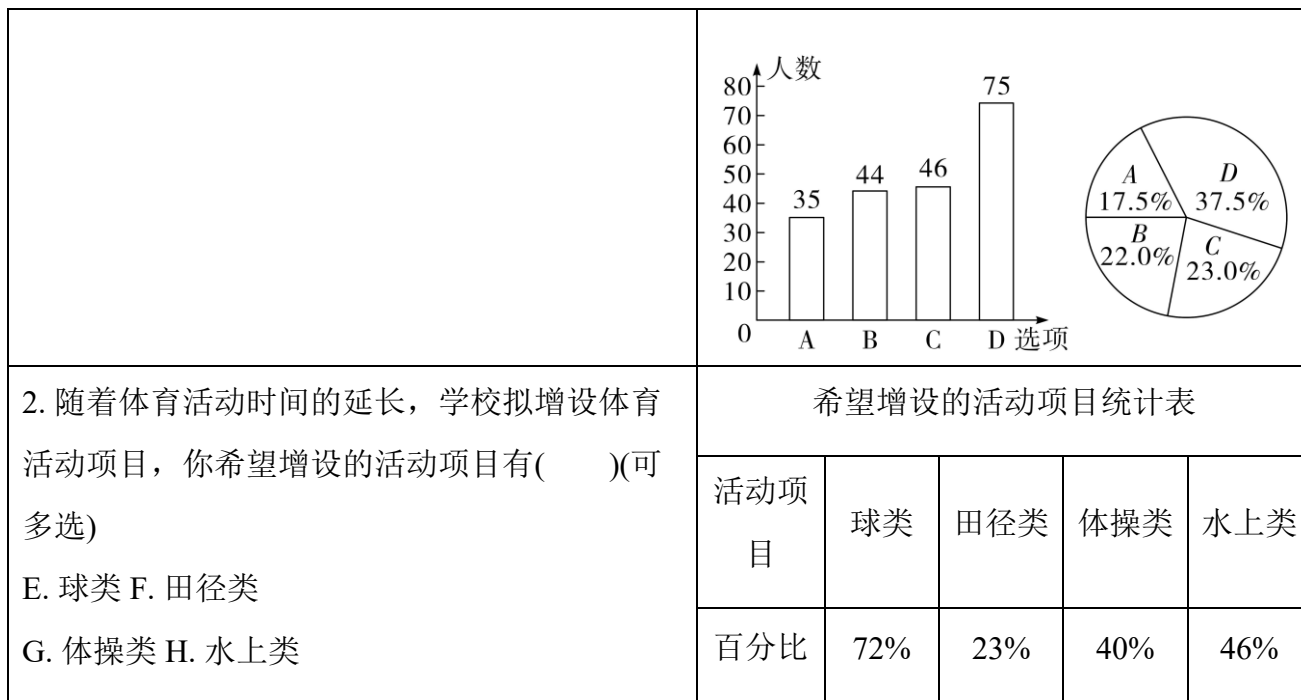 人数
80
70
60
50
40
30
20
10
0
35
44
46
75
A B C D 选项
A
17.5%
D
37.5%
B
22.0%
C
23.0%
2. 随着体育活动时间的延长，学校拟增设体育
活动项目，你希望增设的活动项目有(　　)(可
多选)
E. 球类 F. 田径类
G. 体操类 H. 水上类
希望增设的活动项目统计表
活动项
目
球类 田径类 体操类 水上类
百分比 72% 23% 40% 46%